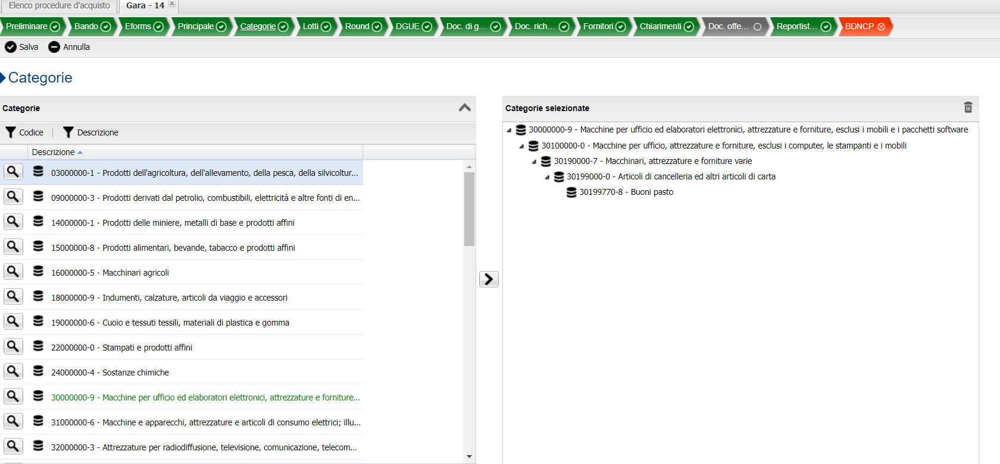 Elenco procedure d'acquisto
Gara - 14
Preliminare
Bando
Eforms
Principale
Categorie
Lotti
Round
DGUE
Doc. di g...
Doc. rich...
Fornitori
Chiarimenti
Doc. offe...
Reportist...
BDNCP
Salva
Annulla
Categorie
Categorie
Codice
Descrizione
Descrizione
03000000-1 - Prodotti dell'agricoltura, dell'allevamento, della pesca, della silvicoltur...
09000000-3 - Prodotti derivati dal petrolio, combustibili, elettricità e altre fonti di en...
14000000-1 - Prodotti delle miniere, metalli di base e prodotti affini
15000000-8 - Prodotti alimentari, bevande, tabacco e prodotti affini
16000000-5 - Macchinari agricoli
18000000-9 - Indumenti, calzature, articoli da viaggio e accessori
19000000-6 - Cuoio e tessuti tessili, materiali di plastica e gomma
22000000-0 - Stampati e prodotti affini
24000000-4 - Sostanze chimiche
30000000-9 - Macchine per ufficio ed elaboratori elettronici, attrezzature e forniture...
31000000-6 - Macchine e apparecchi, attrezzature e articoli di consumo elettrici; illu...
32000000-3 - Attrezzature per radiodiffusione, televisione, comunicazione, telecom...
Categorie selezionate
30000000-9 - Macchine per ufficio ed elaboratori elettronici, attrezzature e forniture, esclusi i mobili e i pacchetti software
30100000-0 - Macchine per ufficio, attrezzature e forniture, esclusi i computer, le stampanti e i mobili
30190000-7 - Macchinari, attrezzature e forniture varie
30199000-0 - Articoli di cancelleria ed altri articoli di carta
30199770-8 - Buoni pasto